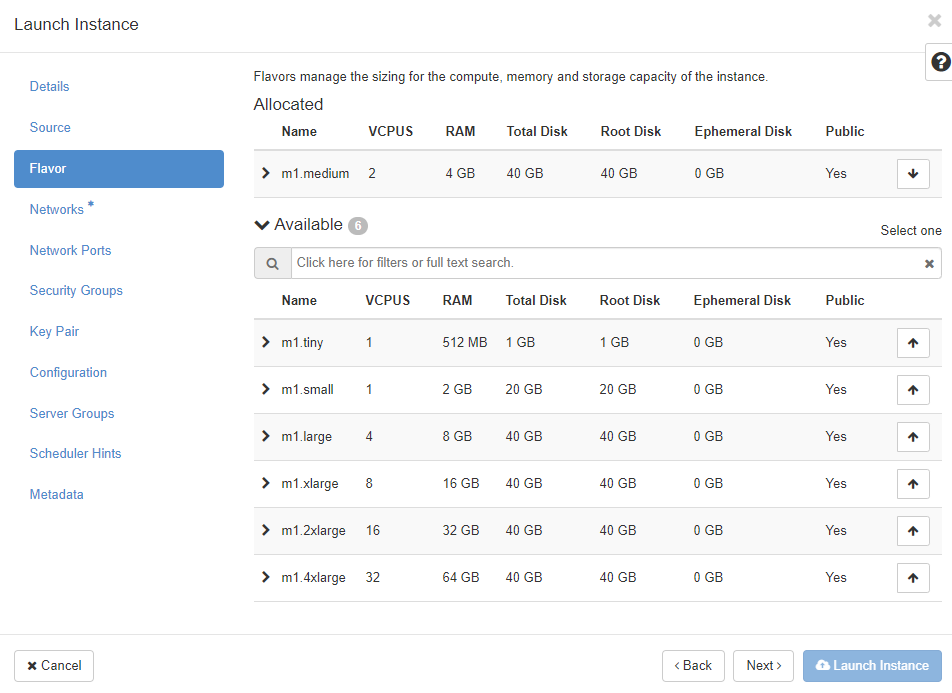 Launch Instance
Details
Source
Flavor
Networks *
Network Ports
Security Groups
Key Pair
Configuration
Server Groups
Scheduler Hints
Metadata
Flavors manage the sizing for the compute, memory and storage capacity of the instance.
Allocated
Name VCPUS RAM Total Disk Root Disk Ephemeral Disk Public
m1.medium 2 4 GB 40 GB 40 GB 0 GB Yes
Available 6
Select one
Click here for filters or full text search.
Name VCPUS RAM Total Disk Root Disk Ephemeral Disk Public
m1.tiny 1 512 MB 1 GB 1 GB 0 GB Yes
m1.small 1 2 GB 20 GB 20 GB 0 GB Yes
m1.large 4 8 GB 40 GB 40 GB 0 GB Yes
m1.xlarge 8 16 GB 40 GB 40 GB 0 GB Yes
m1.2xlarge 16 32 GB 40 GB 40 GB 0 GB Yes
m1.4xlarge 32 64 GB 40 GB 40 GB 0 GB Yes
Cancel
‹ Back
Next ›
Launch Instance